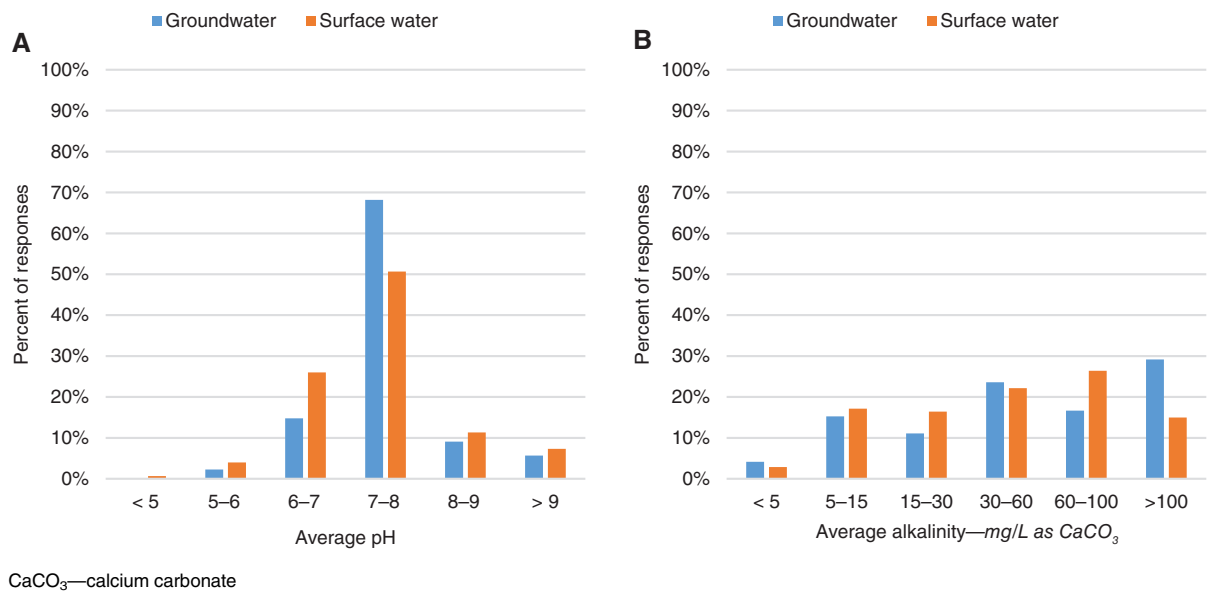 Groundwater Surface water
A
100%
90%
80%
70%
60%
50%
40%
30%
20%
10%
0%
Percent of responses
< 5 5–6 6–7 7–8 8–9 > 9
Average pH
Groundwater Surface water
B
100%
90%
80%
70%
60%
50%
40%
30%
20%
10%
0%
Percent of responses
< 5 5–15 15–30 30–60 60–100 >100
Average alkalinity—mg/L as CaCO₃
CaCO₃—calcium carbonate